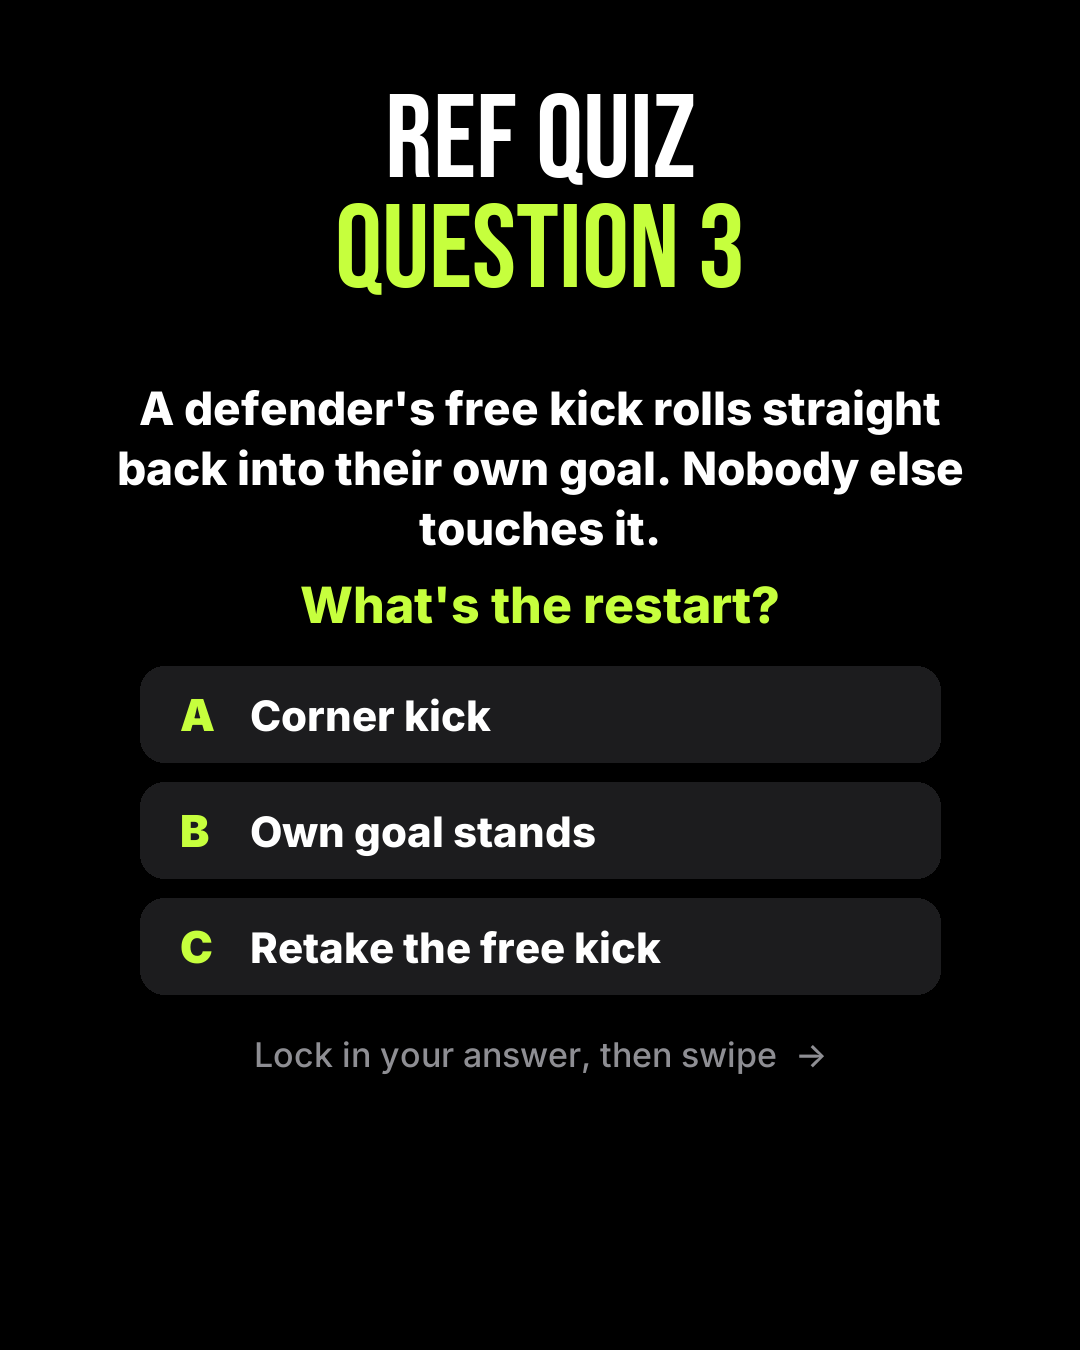 REF QUIZ
QUESTION 3
A defender's free kick rolls straight
back into their own goal. Nobody else
touches it.
What's the restart?
A Corner kick
B Own goal stands
C Retake the free kick
Lock in your answer, then swipe →